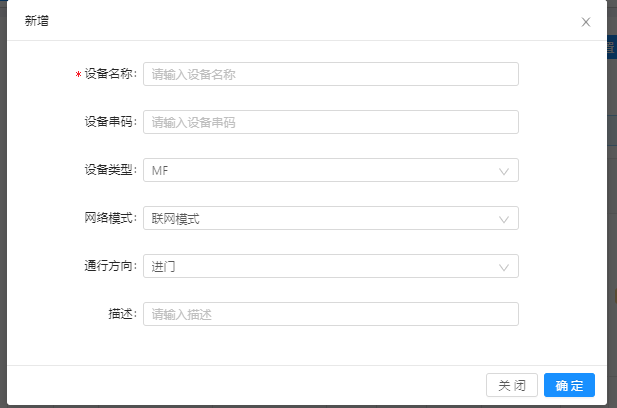 新增
* 设备名称: 请输入设备名称
设备串码: 请输入设备串码
设备类型: MF
网络模式: 联网模式
通行方向: 进门
描述: 请输入描述
关闭 确定
置